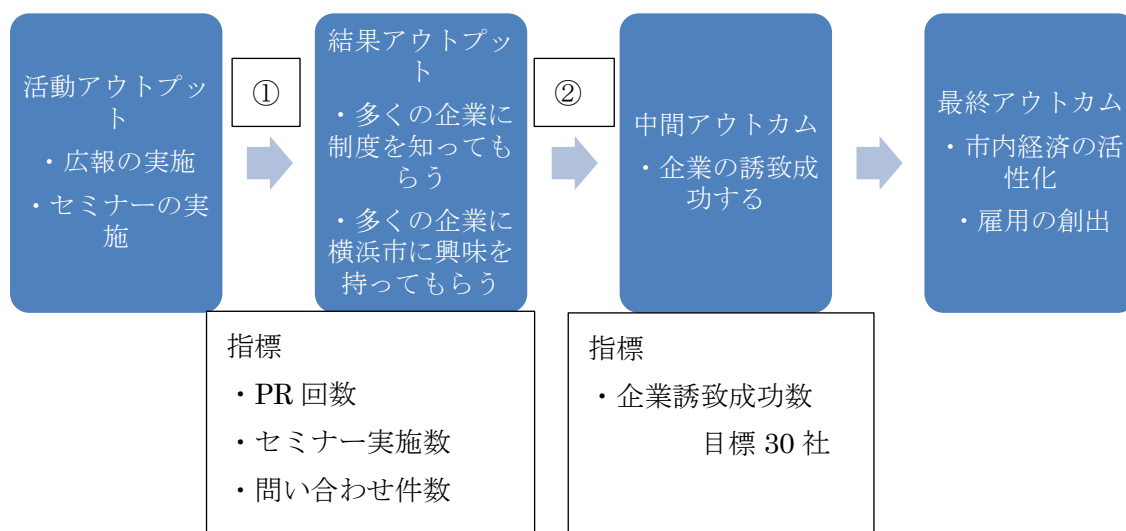 活動アウトプッ
ト
・広報の実施
・セミナーの実
施
①
結果アウトプッ
ト
・多くの企業に
制度を知っても
らう
・多くの企業に
横浜市に興味を
持ってもらう
②
中間アウトカム
・企業の誘致成
功する
最終アウトカム
・市内経済の活
性化
・雇用の創出
指標
・PR 回数
・セミナー実施数
・問い合わせ件数
指標
・企業誘致成功数
目標 30 社